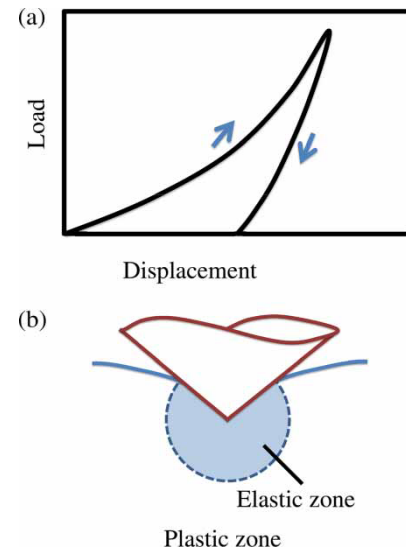 (a)
Load
Displacement
(b)
Elastic zone
Plastic zone